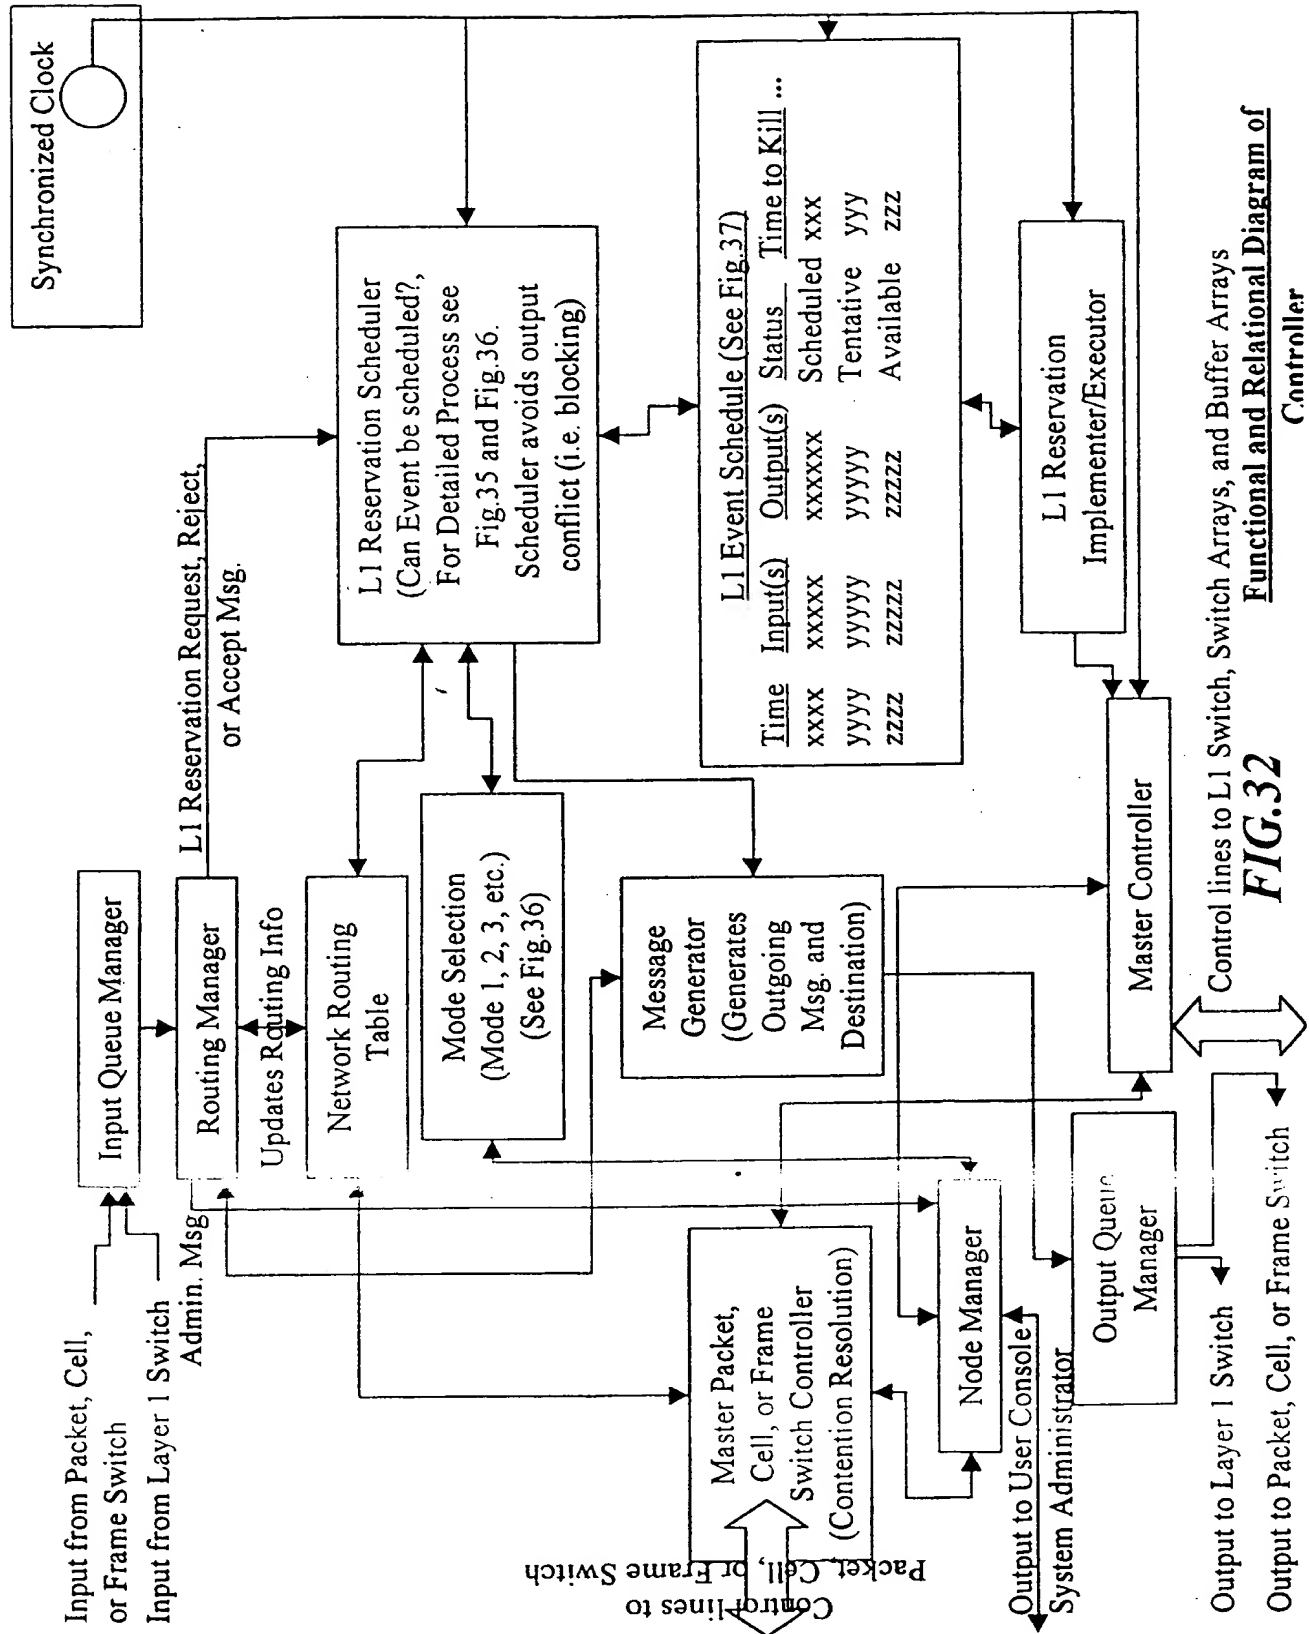 Synchronized Clock
Input from Packet, Cell,
or Frame Switch
Input from Layer 1 Switch
Input Queue Manager
Routing Manager
Admin. Msg
L1 Reservation Request, Reject,
or Accept Msg.
Updates Routing Info
Network Routing
Table
Mode Selection
(Mode 1, 2, 3, etc.)
(See Fig.36)
L1 Reservation Scheduler
(Can Event be scheduled?,
For Detailed Process see
Fig.35 and Fig.36.
Scheduler avoids output
conflict (i.e. blocking)
Message
Generator
(Generates
Outgoing
Msg. and
Destination)
L1 Event Schedule (See Fig.37)
Time Input(s) Output(s) Status Time to Kill ...
xxxx xxxxx xxxxxx Scheduled xxx
yyyy yyyyy yyyyy Tentative yyy
zzzz zzzzz zzzzz Available zzz
Master Packet,
Cell, or Frame
Switch Controller
(Contention Resolution)
Control lines to
Packet, Cell, or Frame Switch
Node Manager
Output to User Console
System Administrator
L1 Reservation
Implementer/Executor
Master Controller
Output Queue
Manager
Output to Layer 1 Switch
Output to Packet, Cell, or Frame Switch
Control lines to L1 Switch, Switch Arrays, and Buffer Arrays
FIG.32
Functional and Relational Diagram of
Controller